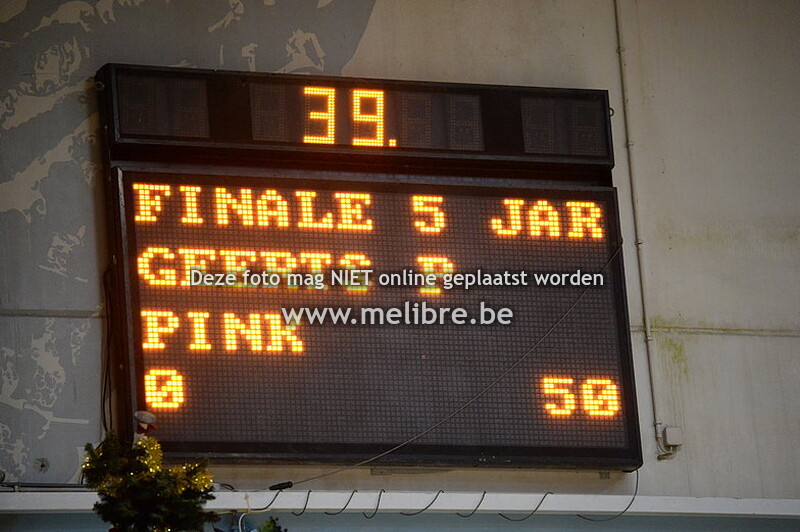 39.
FINALE 5 JAR
GEERTS B
Deze foto mag NIET online geplaatst worden
www.melibre.be
PINK
0 50